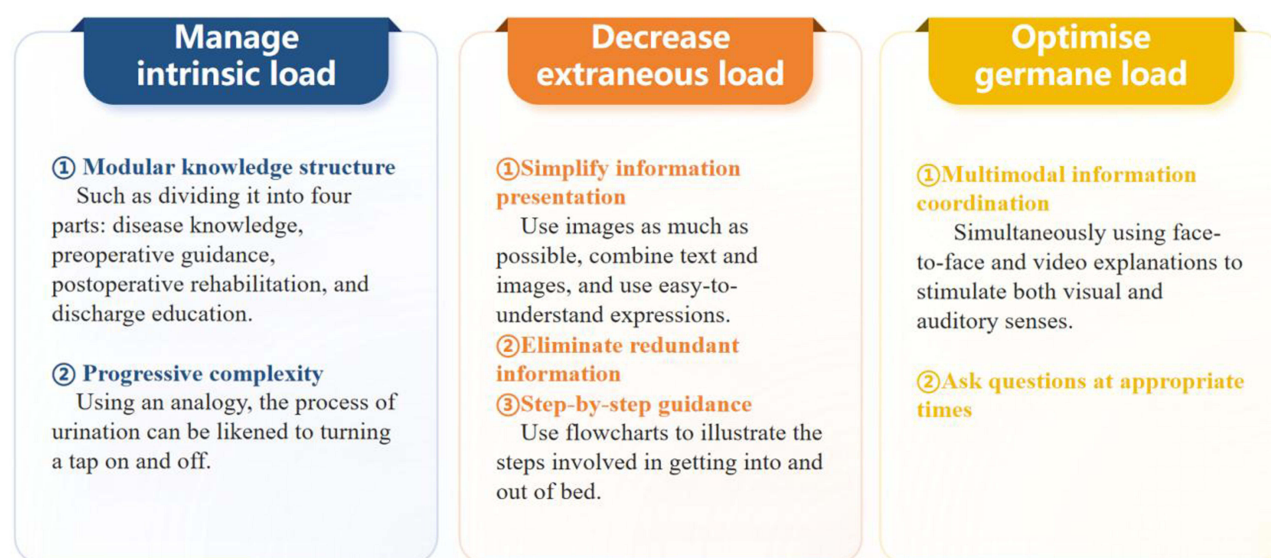 Manage
intrinsic load
① Modular knowledge structure
Such as dividing it into four
parts: disease knowledge,
preoperative guidance,
postoperative rehabilitation, and
discharge education.
② Progressive complexity
Using an analogy, the process of
urination can be likened to turning
a tap on and off.
Decrease
extraneous load
①Simplify information
presentation
Use images as much as
possible, combine text and
images, and use easy-to-
understand expressions.
②Eliminate redundant
information
③Step-by-step guidance
Use flowcharts to illustrate the
steps involved in getting into and
out of bed.
Optimise
germane load
①Multimodal information
coordination
Simultaneously using face-
to-face and video explanations to
stimulate both visual and
auditory senses.
②Ask questions at appropriate
times